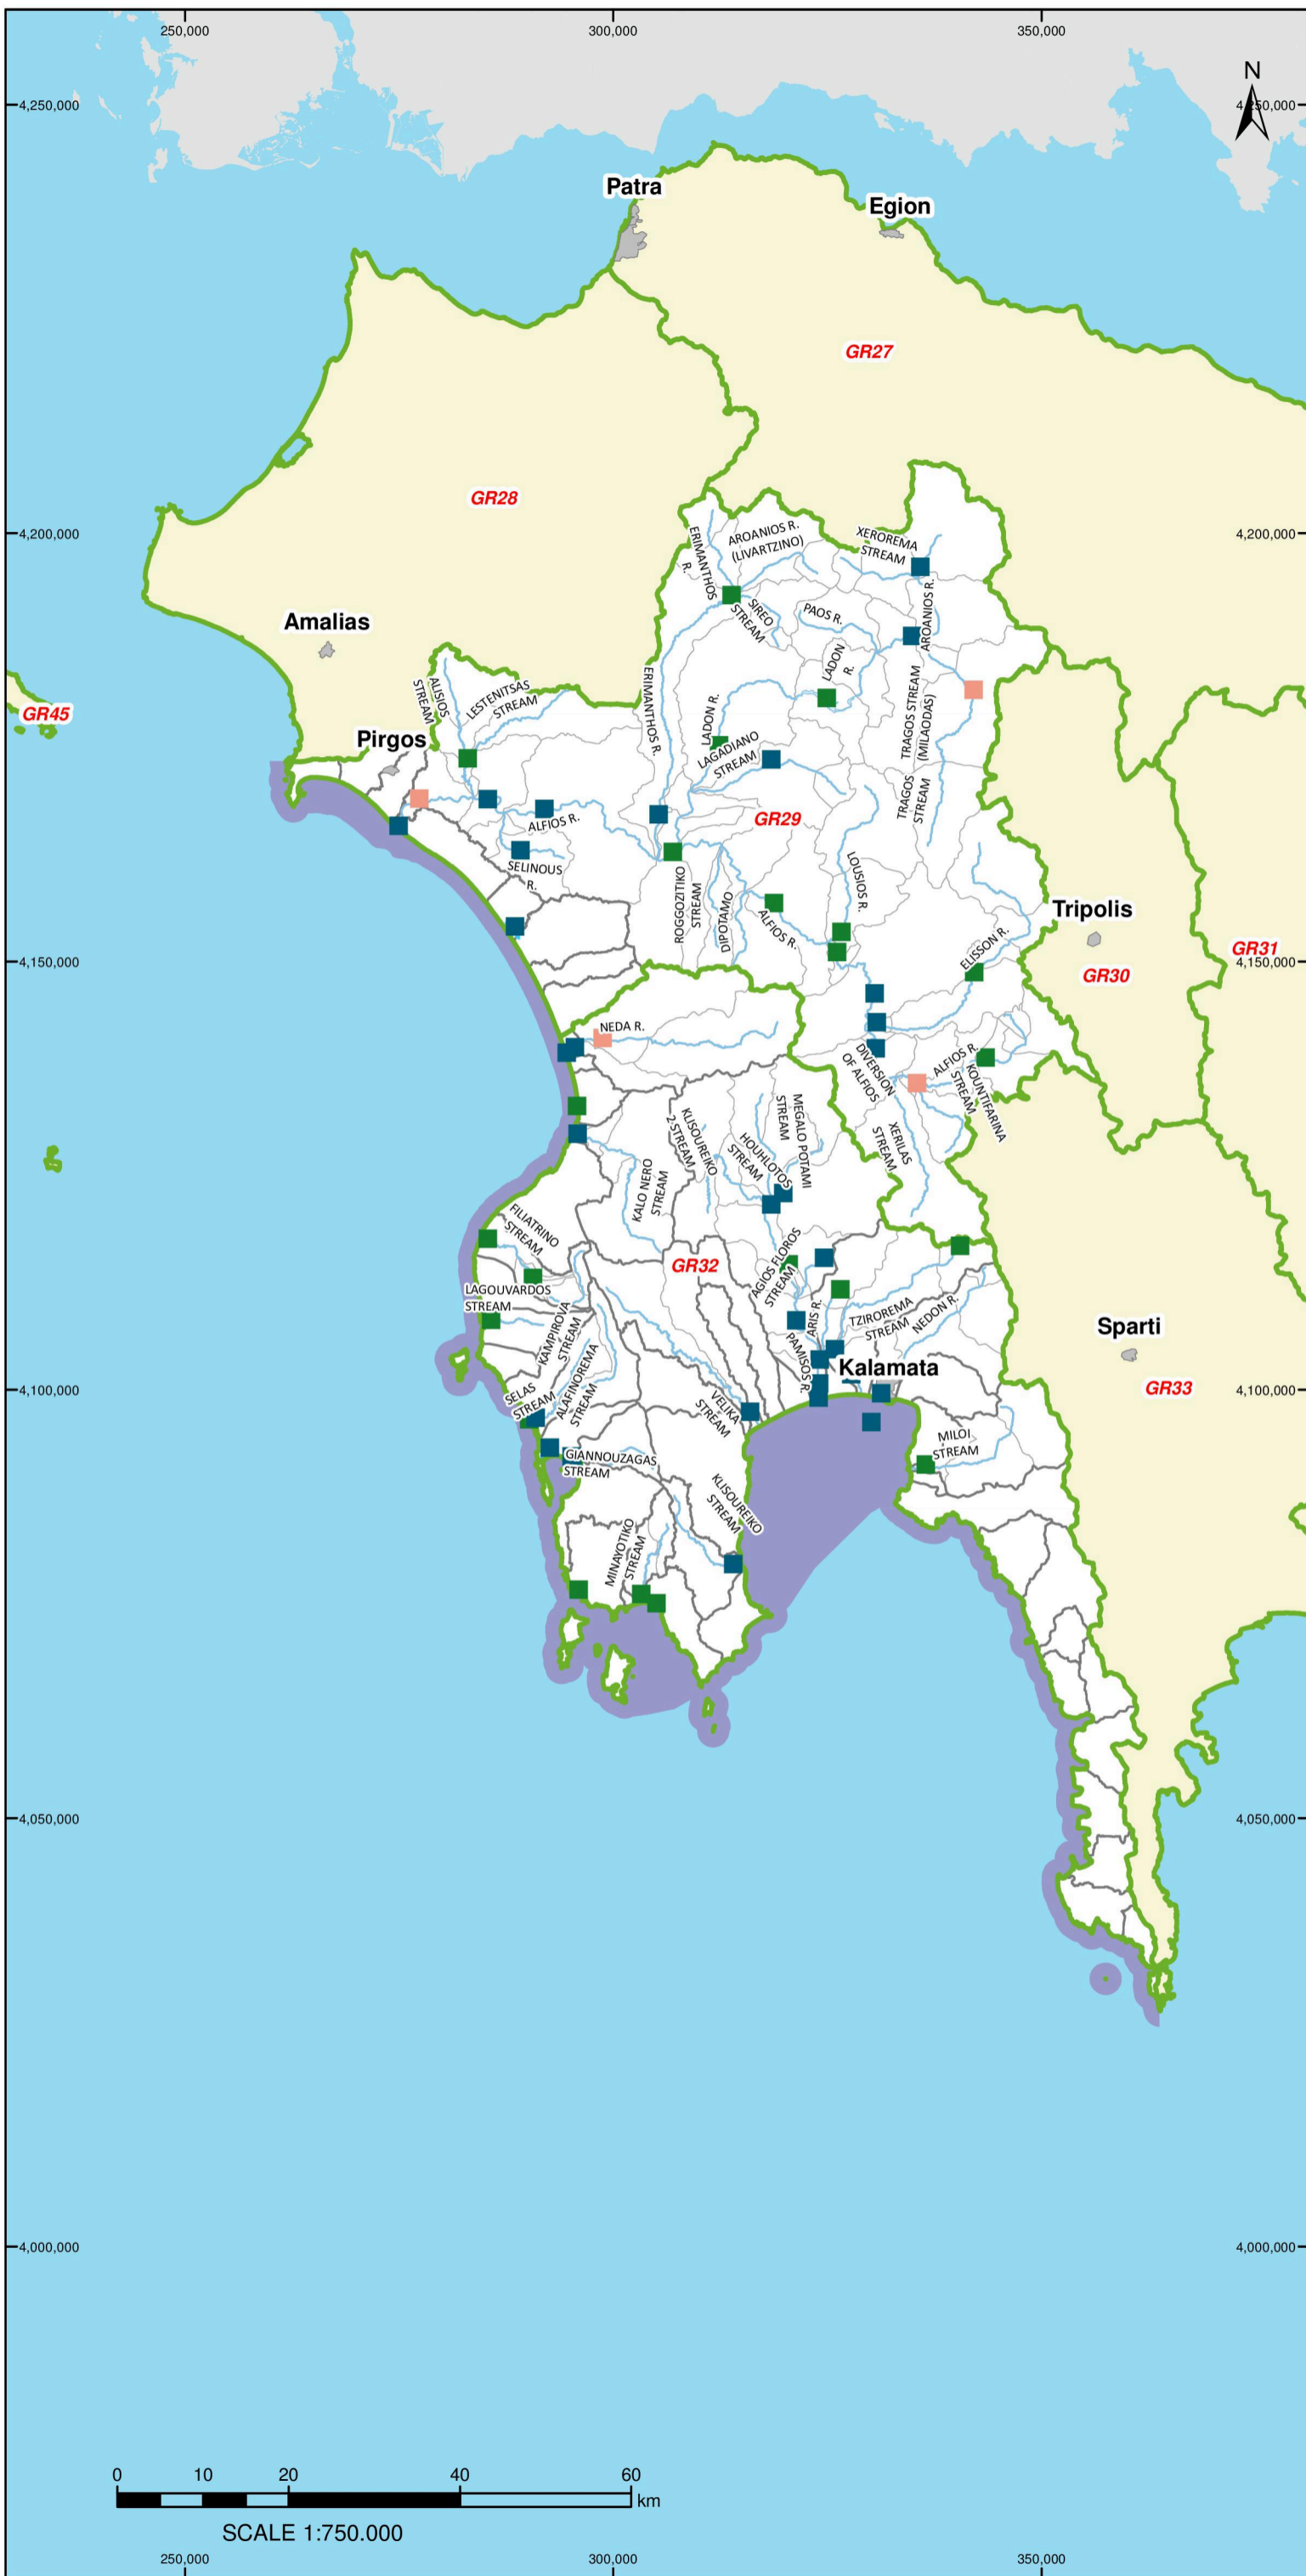 250,000
300,000
350,000
N
4,250,000
4,250,000
Patra
Egion
GR27
GR28
4,200,000
4,200,000
ERIMANTHOS
R.
AROANIOS R.
(LIVARTZINO)
XEROREMA
STREAM
SIREO
STREAM
PAOS R.
AROANIOS R.
Amalias
LADON
R.
ERIMANTHOS R.
ALISIOS
STREAM
LESTENITSAS
STREAM
LADON R.
TRAGOS STREAM
(MILAODAS)
GR45
Pirgos
LAGADIANO
STREAM
TRAGOS
STREAM
GR29
ALFIOS R.
SELINOUS
R.
LOUSIOS R.
ROGGOZITIKO
STREAM
DIPOTAMO
ALFIOS R.
Tripolis
ELISSON R.
GR31
4,150,000
4,150,000
GR30
NEDA R.
DIVERSION
OF ALFIOS
ALFIOS R.
KOUNTIFARINA
STREAM
XERILAS
STREAM
MEGALO POTAMI
STREAM
KLISOUREIKO
2 STREAM
HOUHLOTOS
STREAM
KALO NERO
STREAM
FILIATRINO
STREAM
GR32
AGIOS FLOROS
STREAM
LAGOUVARDOS
STREAM
KAMPIROVA
STREAM
ARIS R.
TZIROREMA
STREAM
NEDON R.
PAMISOS R.
Sparti
Kalamata
GR33
4,100,000
4,100,000
SELAS
STREAM
ALAFINOREMA
STREAM
VELIKA
STREAM
MILOI
STREAM
GIANNOUZAGAS
STREAM
KLISOUREIKO
STREAM
MINAYOTIKO
STREAM
4,050,000
4,050,000
4,000,000
4,000,000
0 10 20 40 60
km
SCALE 1:750.000
250,000
300,000
350,000